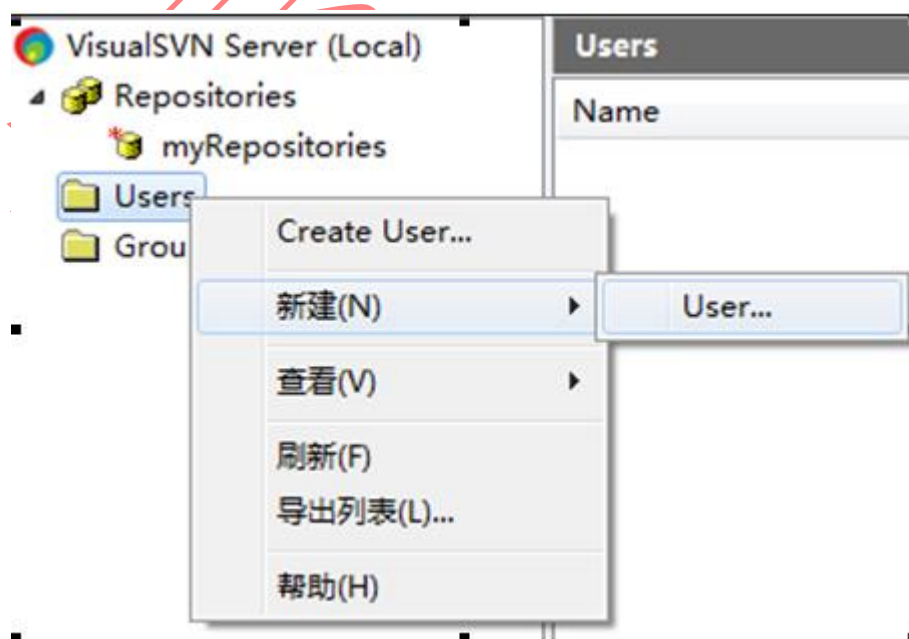 VisualSVN Server (Local)
Users
Repositories
Name
myRepositories
Users
Grou
Create User...
新建(N)
User...
查看(V)
刷新(F)
导出列表(L)...
帮助(H)